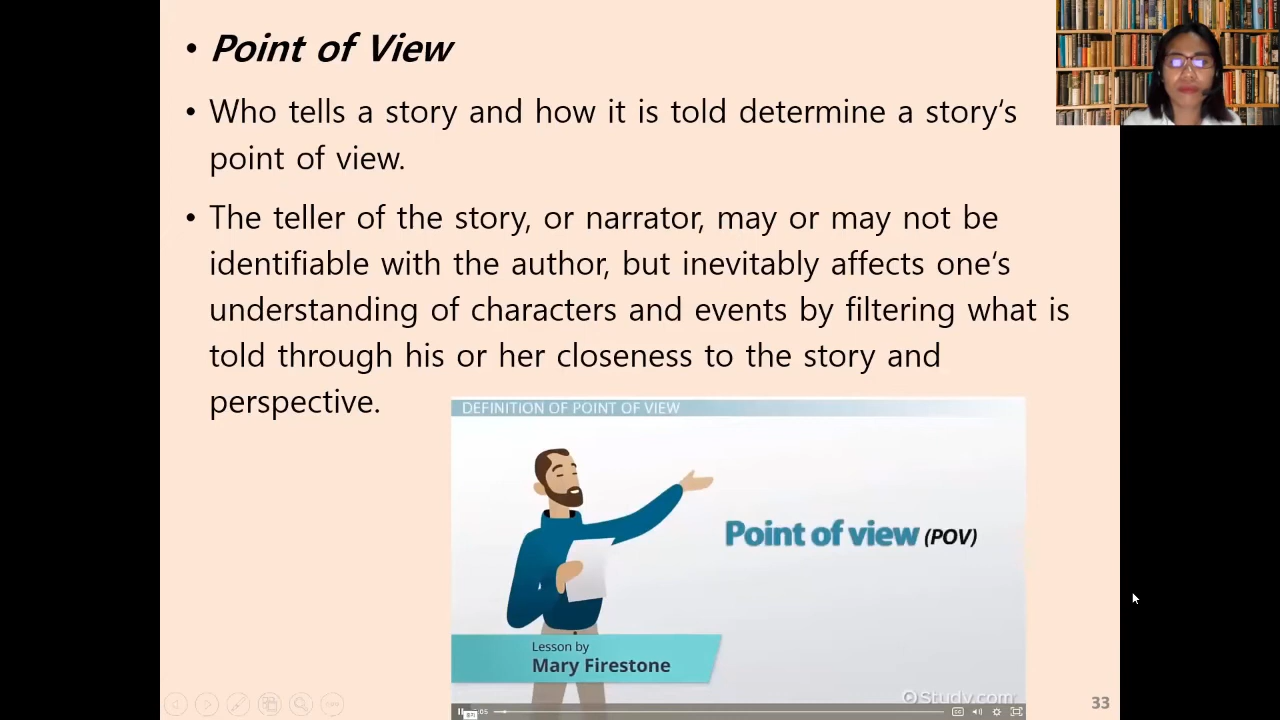 • Point of View
• Who tells a story and how it is told determine a story‘s
point of view.
• The teller of the story, or narrator, may or may not be
identifiable with the author, but inevitably affects one‘s
understanding of characters and events by filtering what is
told through his or her closeness to the story and
perspective.
DEFINITION OF POINT OF VIEW
Point of view (POV)
Lesson by
Mary Firestone
Study.com
33